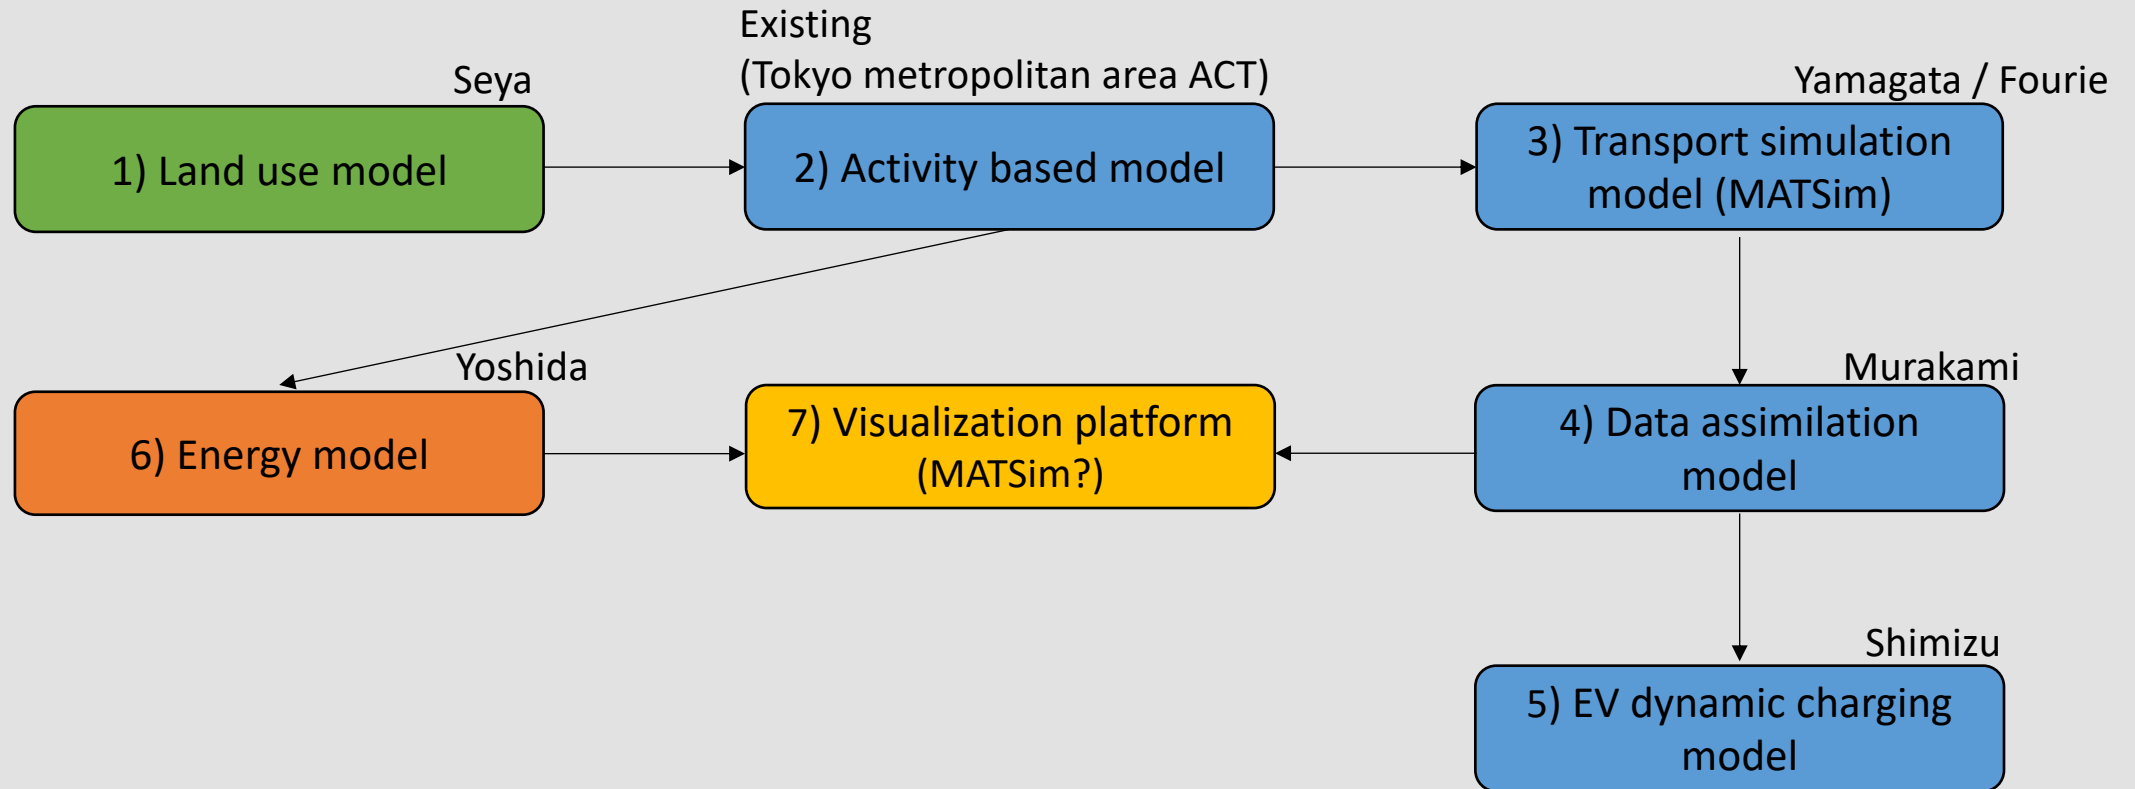 Existing
(Tokyo metropolitan area ACT)
Seya
Yamagata / Fourie
1) Land use model
2) Activity based model
3) Transport simulation
model (MATSim)
Yoshida
Murakami
6) Energy model
7) Visualization platform
(MATSim?)
4) Data assimilation
model
Shimizu
5) EV dynamic charging
model